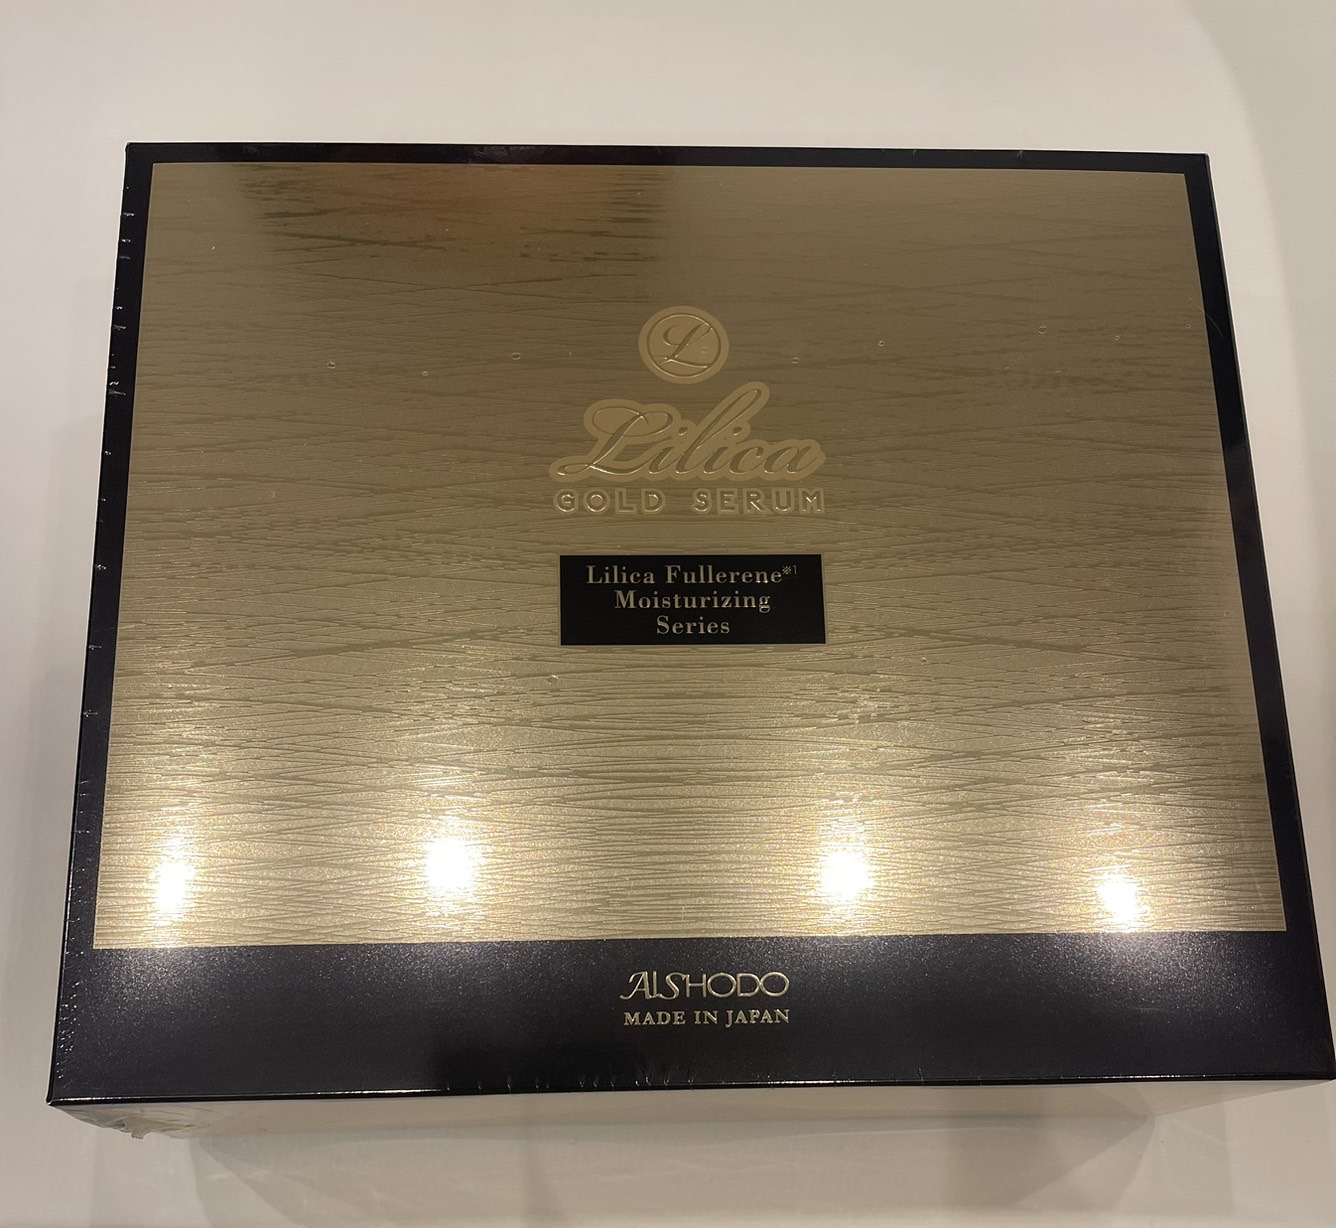 L
Lilica
GOLD SERUM
Lilica Fullerene※1
Moisturizing
Series
AISHODO
MADE IN JAPAN